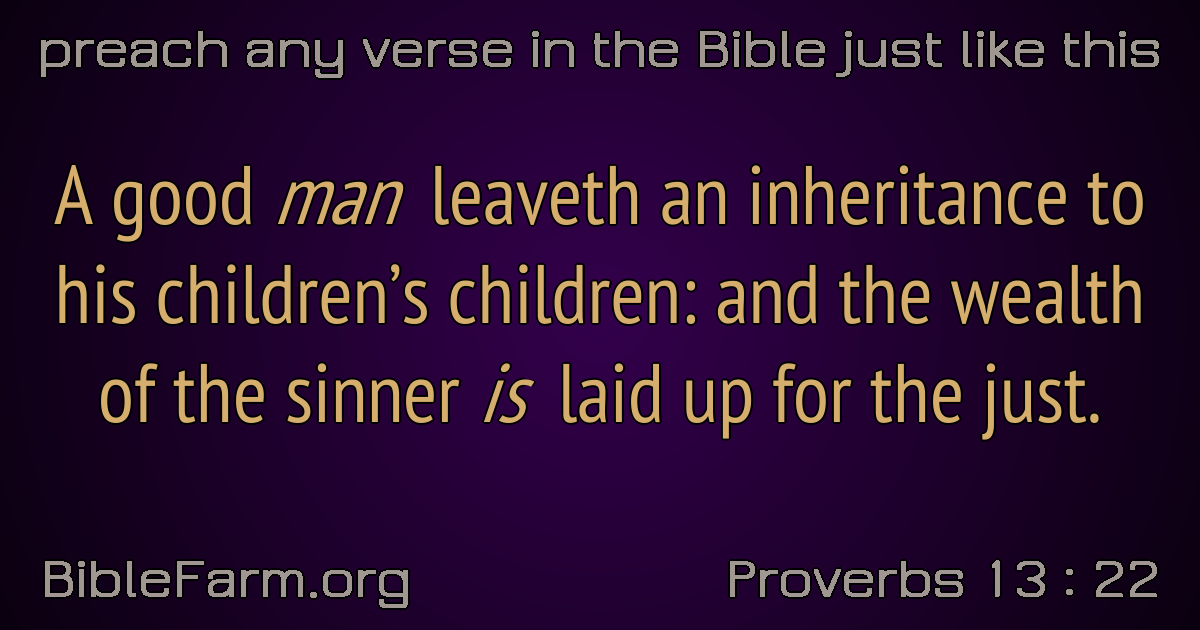 preach any verse in the Bible just like this
A good man leaveth an inheritance to
his children’s children: and the wealth
of the sinner is laid up for the just.
BibleFarm.org
Proverbs 13 : 22